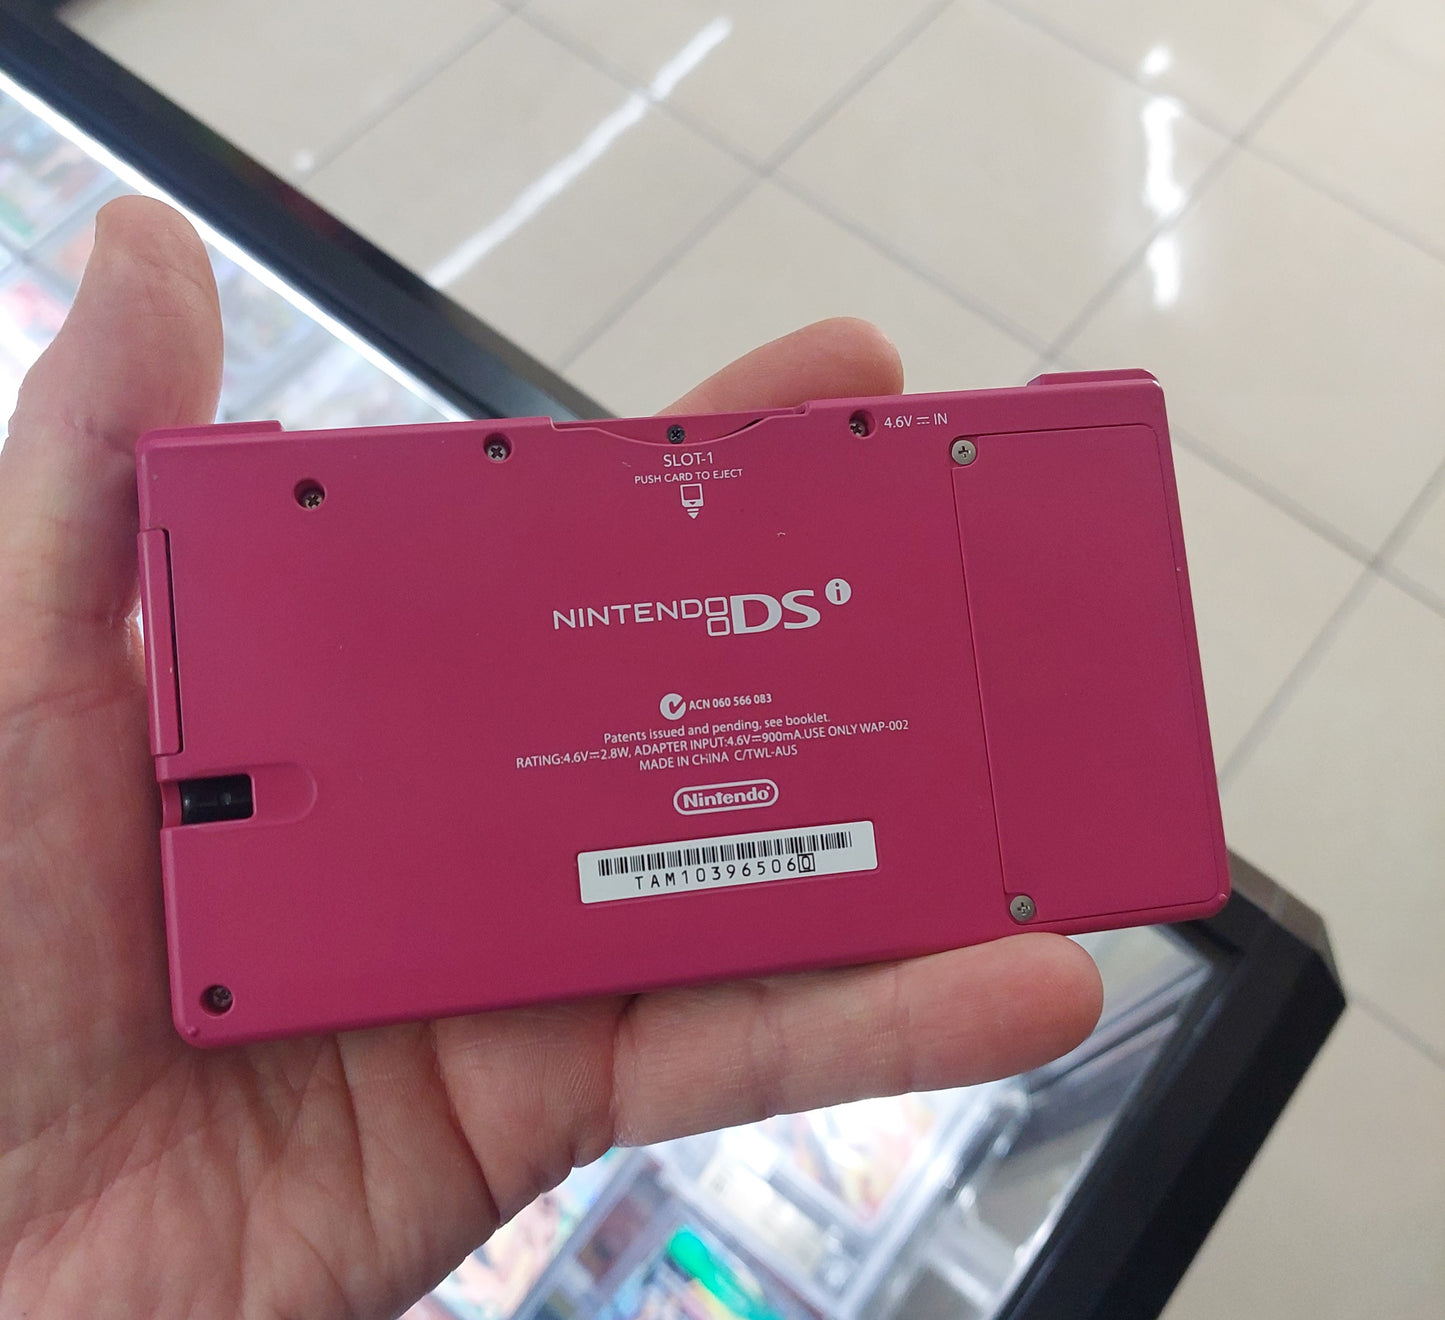 4.6V ⎓ IN
SLOT-1
PUSH CARD TO EJECT
NINTENDO DSi
ACN 060 566 083
Patents issued and pending, see booklet.
RATING:4.6V⎓2.8W, ADAPTER INPUT:4.6V⎓900mA.USE ONLY WAP-002
MADE IN CHINA C/TWL-AUS
Nintendo
TAM103965060